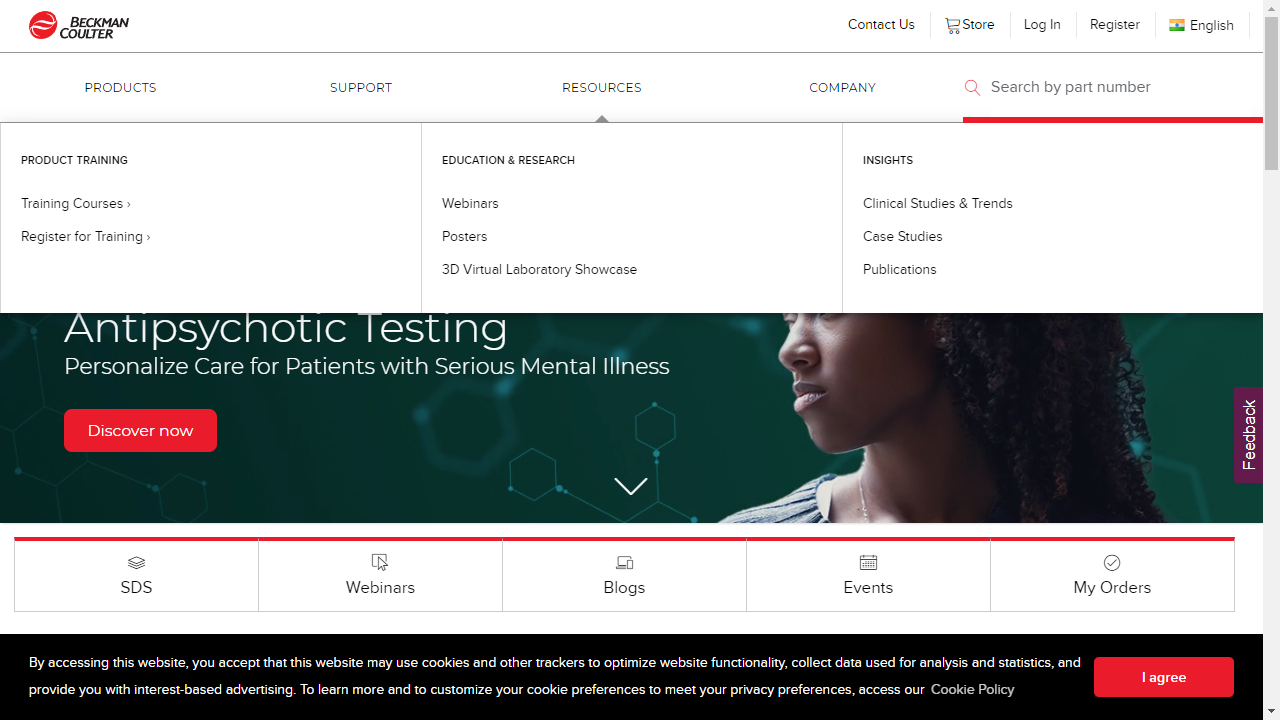 BECKMAN
COULTER
Contact Us
Store
Log In
Register
English
PRODUCTS
SUPPORT
RESOURCES
COMPANY
Search by part number
PRODUCT TRAINING
Training Courses ›
Register for Training ›
EDUCATION & RESEARCH
Webinars
Posters
3D Virtual Laboratory Showcase
INSIGHTS
Clinical Studies & Trends
Case Studies
Publications
Antipsychotic Testing
Personalize Care for Patients with Serious Mental Illness
Discover now
Feedback
SDS
Webinars
Blogs
Events
My Orders
By accessing this website, you accept that this website may use cookies and other trackers to optimize website functionality, collect data used for analysis and statistics, and
provide you with interest-based advertising. To learn more and to customize your cookie preferences to meet your privacy preferences, access our Cookie Policy
I agree